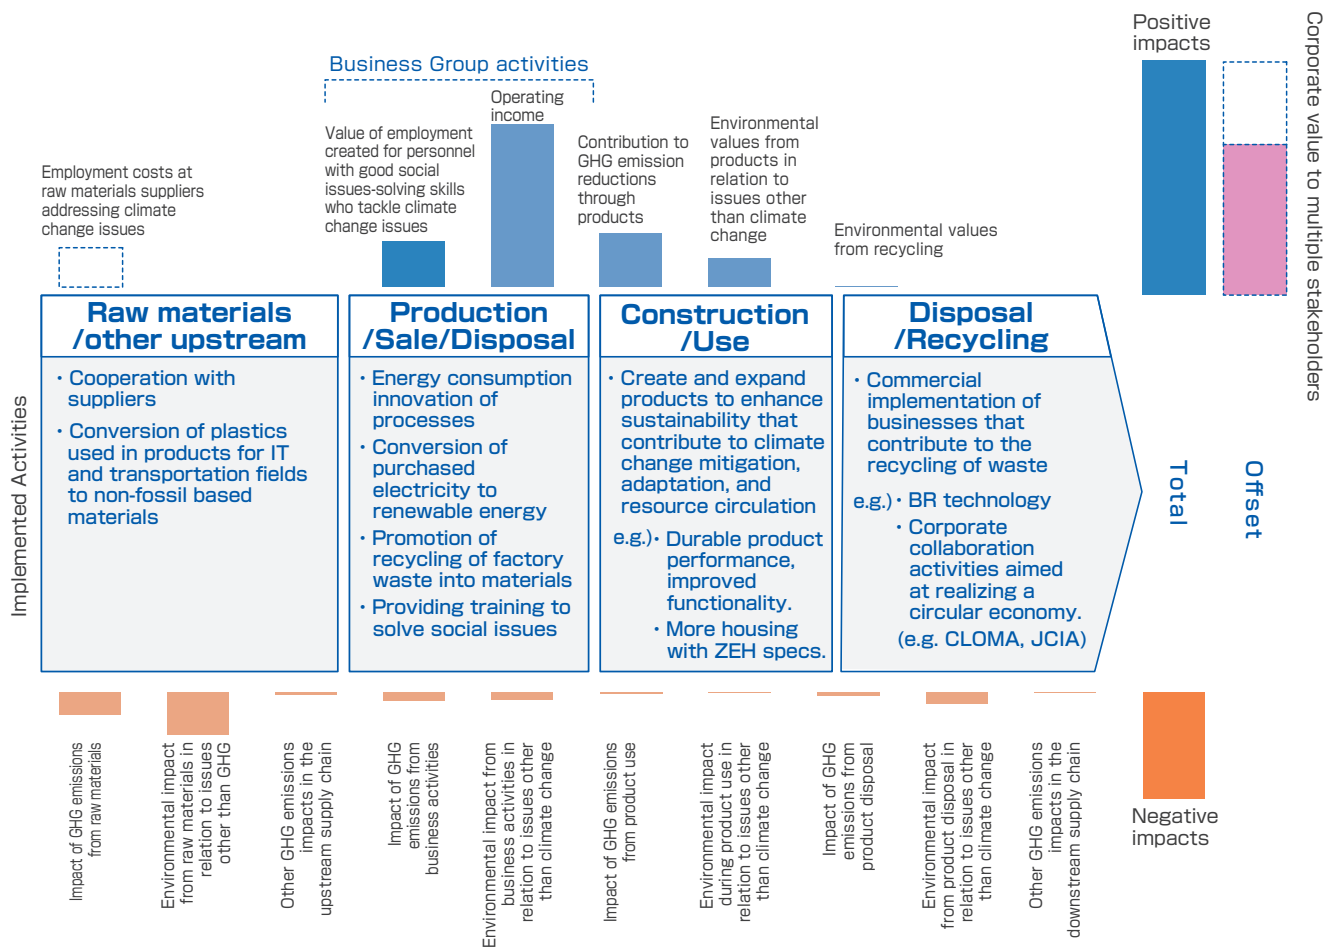 Positive
impacts
Corporate value to multiple stakeholders
Business Group activities
Employment costs at
raw materials suppliers
addressing climate
change issues
Value of employment
created for personnel
with good social
issues-solving skills
who tackle climate
change issues
Operating
income
Contribution to
GHG emission
reductions
through
products
Environmental
values from
products in
relation to
issues other
than climate
change
Environmental values
from recycling
Implemented Activities
Raw materials
/other upstream
・Cooperation with
suppliers
・Conversion of plastics
used in products for IT
and transportation fields
to non-fossil based
materials
Production
/Sale/Disposal
・Energy consumption
innovation of
processes
・Conversion of
purchased
electricity to
renewable energy
・Promotion of
recycling of factory
waste into materials
・Providing training to
solve social issues
Construction
/Use
・Create and expand
products to enhance
sustainability that
contribute to climate
change mitigation,
adaptation, and
resource circulation
e.g.)・Durable product
performance,
improved
functionality.
・More housing
with ZEH specs.
Disposal
/Recycling
・Commercial
implementation of
businesses that
contribute to the
recycling of waste
e.g.)・BR technology
・Corporate
collaboration
activities aimed
at realizing a
circular economy.
(e.g. CLOMA, JCIA)
Total
Offset
Impact of GHG emissions
from raw materials
Environmental impact
from raw materials in
relation to issues
other than GHG
Other GHG emissions
impacts in the
upstream supply chain
Impact of GHG
emissions from
business activities
Environmental impact from
business activities in
relation to issues other
than climate change
Impact of GHG emissions
from product use
Environmental impact
during product use in
relation to issues other
than climate change
Impact of GHG
emissions from
product disposal
Environmental impact
from product disposal in
relation to issues other
than climate change
Other GHG emissions
impacts in the
downstream supply chain
Negative
impacts